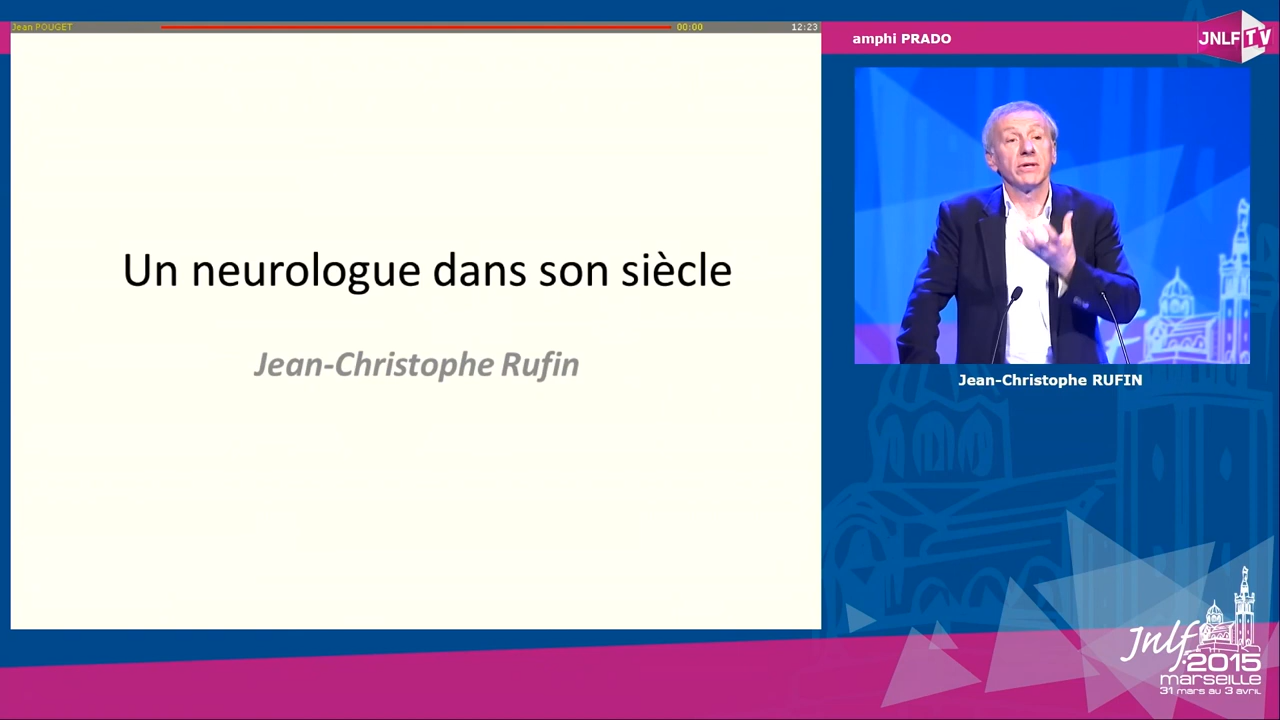 Jean POUGET
00:00
12:23
amphi PRADO
JNLF TV
Un neurologue dans son siècle
Jean-Christophe Rufin
Jean-Christophe RUFIN
Jnlf
2015
marseille
31 mars au 3 avril